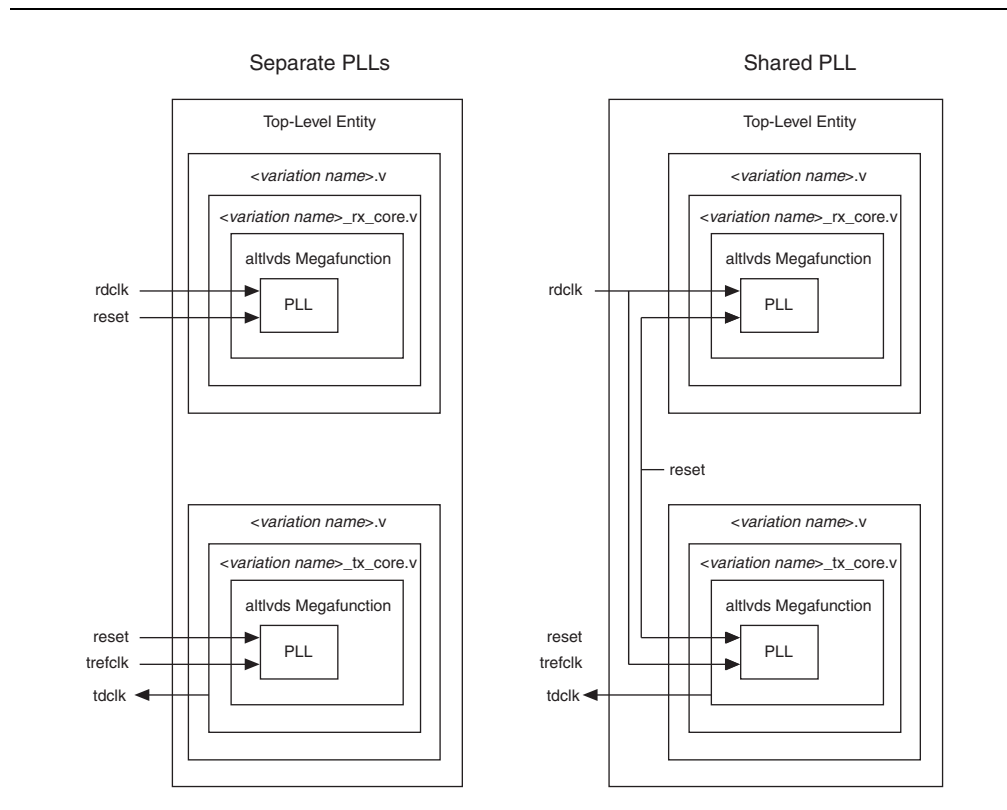 Separate PLLs
Top-Level Entity
<variation name>.v
<variation name>_rx_core.v
altlvds Megafunction
rdclk
PLL
reset
<variation name>.v
<variation name>_tx_core.v
altlvds Megafunction
reset
PLL
trefclk
tdclk
Shared PLL
Top-Level Entity
<variation name>.v
<variation name>_rx_core.v
altlvds Megafunction
rdclk
PLL
reset
<variation name>.v
<variation name>_tx_core.v
altlvds Megafunction
reset
PLL
trefclk
tdclk